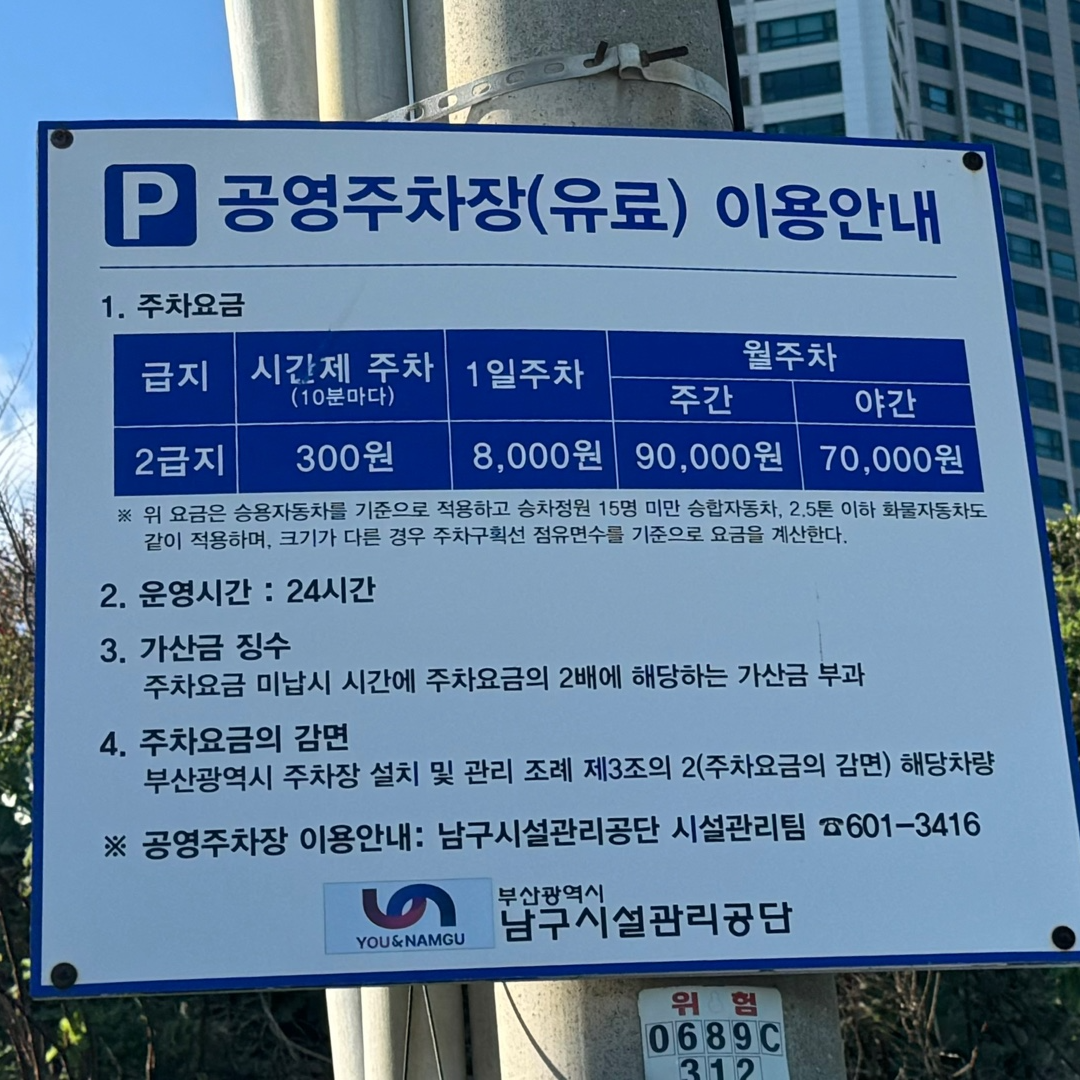 P 공영주차장(유료) 이용안내
1. 주차요금
급지 시간제 주차 (10분마다) 1일주차 월주차
주간 야간
2급지 300원 8,000원 90,000원 70,000원
※ 위 요금은 승용자동차를 기준으로 적용하고 승차정원 15명 미만 승합자동차, 2.5톤 이하 화물자동차도
같이 적용하며, 크기가 다른 경우 주차구획선 점유면수를 기준으로 요금을 계산한다.
2. 운영시간 : 24시간
3. 가산금 징수
주차요금 미납시 시간에 주차요금의 2배에 해당하는 가산금 부과
4. 주차요금의 감면
부산광역시 주차장 설치 및 관리 조례 제3조의 2(주차요금의 감면) 해당차량
※ 공영주차장 이용안내: 남구시설관리공단 시설관리팀 ☎601-3416
YOU&NAMGU
부산광역시
남구시설관리공단
위 험
0689C
312